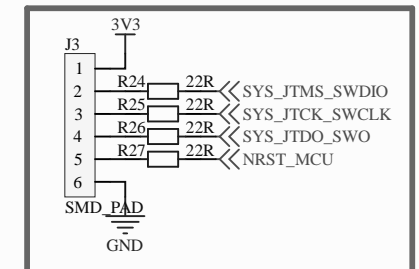 3V3
J3
1
2 R24 22R SYS_JTMS_SWDIO
3 R25 22R SYS_JTCK_SWCLK
4 R26 22R SYS_JTDO_SWO
5 R27 22R NRST_MCU
6
SMD_PAD
GND